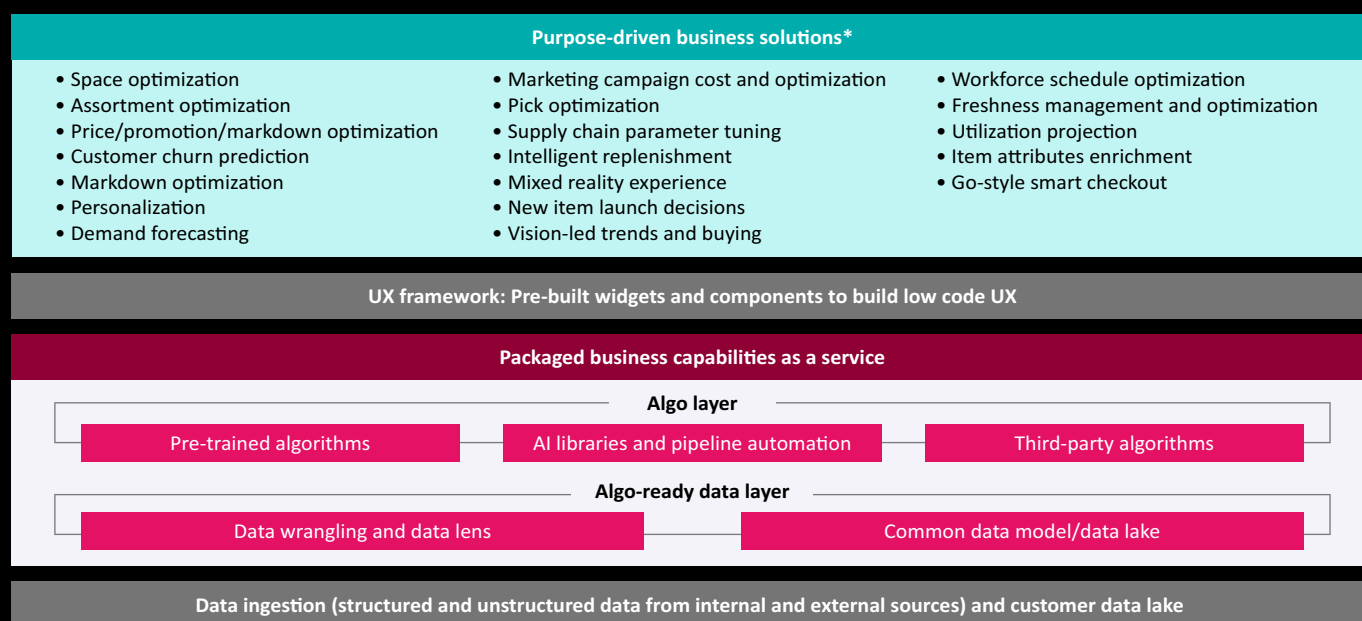 Purpose-driven business solutions*
• Space optimization
• Assortment optimization
• Price/promotion/markdown optimization
• Customer churn prediction
• Markdown optimization
• Personalization
• Demand forecasting
• Marketing campaign cost and optimization
• Pick optimization
• Supply chain parameter tuning
• Intelligent replenishment
• Mixed reality experience
• New item launch decisions
• Vision-led trends and buying
• Workforce schedule optimization
• Freshness management and optimization
• Utilization projection
• Item attributes enrichment
• Go-style smart checkout
UX framework: Pre-built widgets and components to build low code UX
Packaged business capabilities as a service
Algo layer
Pre-trained algorithms
AI libraries and pipeline automation
Third-party algorithms
Algo-ready data layer
Data wrangling and data lens
Common data model/data lake
Data ingestion (structured and unstructured data from internal and external sources) and customer data lake